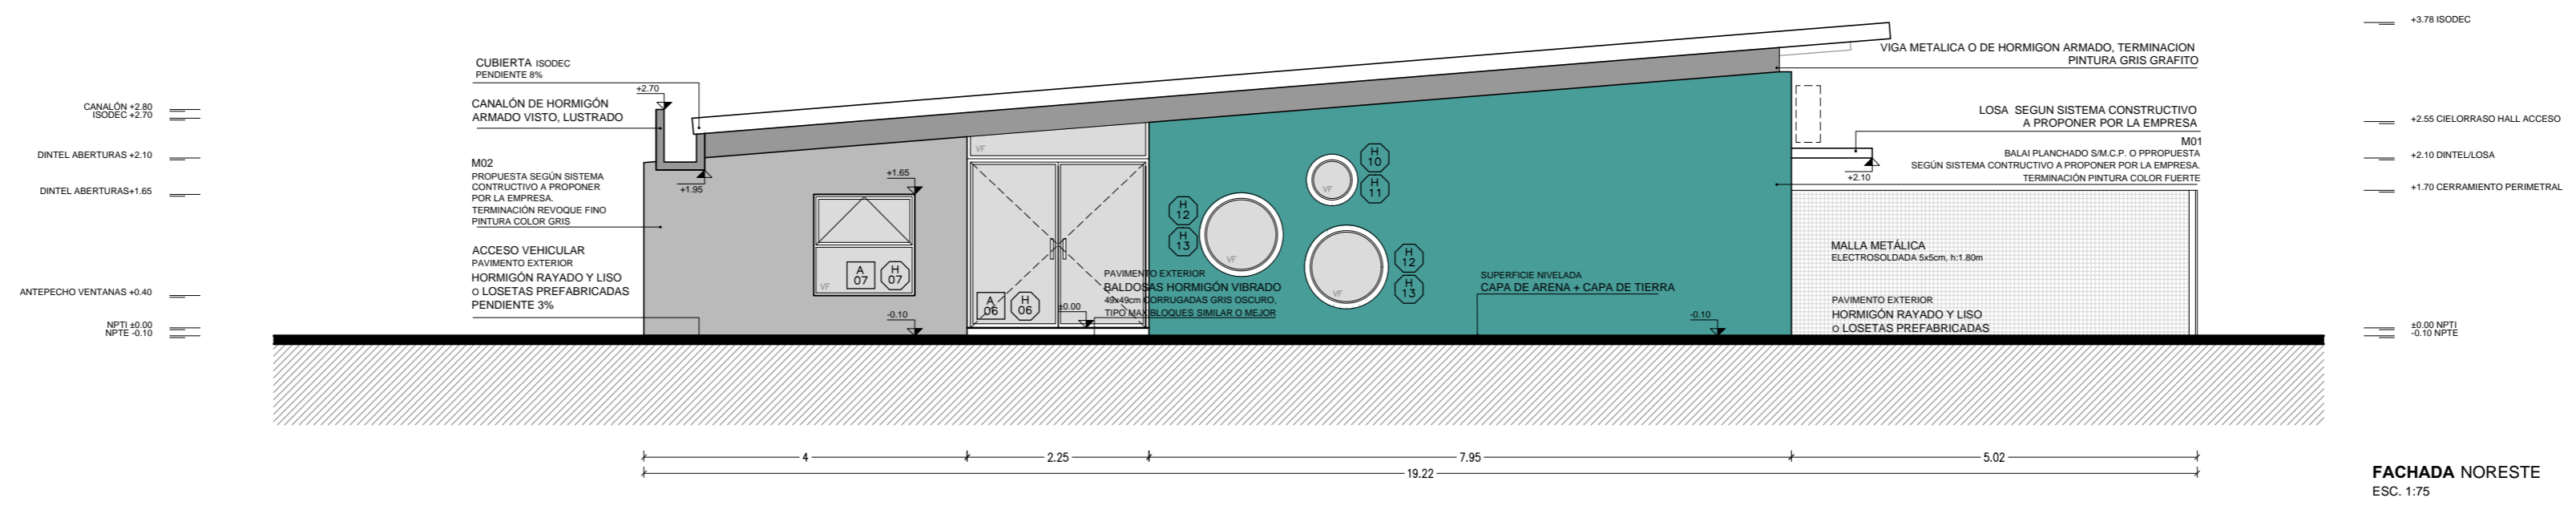 CANALÓN +2.80
ISODEC +2.70
DINTEL ABERTURAS +2.10
DINTEL ABERTURAS+1.65
ANTEPECHO VENTANAS +0.40
NPTI ±0.00
NPTE -0.10
CUBIERTA ISODEC
PENDIENTE 8%
CANALÓN DE HORMIGÓN
ARMADO VISTO, LUSTRADO
M02
PROPUESTA SEGÚN SISTEMA
CONTRUCTIVO A PROPONER
POR LA EMPRESA.
TERMINACIÓN REVOQUE FINO
PINTURA COLOR GRIS
ACCESO VEHICULAR
PAVIMENTO EXTERIOR
HORMIGÓN RAYADO Y LISO
O LOSETAS PREFABRICADAS
PENDIENTE 3%
+2.70
+1.95
+1.65
VF
A
07
H
07
-0.10
VF
A
06
H
06
±0.00
PAVIMENTO EXTERIOR
BALDOSAS HORMIGÓN VIBRADO
49x49cm CORRUGADAS GRIS OSCURO,
TIPO MAXIBLOQUES SIMILAR O MEJOR
H
12
H
13
VF
H
10
H
11
VF
H
12
H
13
VF
SUPERFICIE NIVELADA
CAPA DE ARENA + CAPA DE TIERRA
-0.10
VIGA METALICA O DE HORMIGON ARMADO, TERMINACION
PINTURA GRIS GRAFITO
LOSA SEGUN SISTEMA CONSTRUCTIVO
A PROPONER POR LA EMPRESA
M01
BALAI PLANCHADO S/M.C.P. O PPROPUESTA
SEGÚN SISTEMA CONTRUCTIVO A PROPONER POR LA EMPRESA.
TERMINACIÓN PINTURA COLOR FUERTE
+2.10
MALLA METÁLICA
ELECTROSOLDADA 5x5cm, h:1.80m
PAVIMENTO EXTERIOR
HORMIGÓN RAYADO Y LISO
O LOSETAS PREFABRICADAS
+3.78 ISODEC
+2.55 CIELORRASO HALL ACCESO
+2.10 DINTEL/LOSA
+1.70 CERRAMIENTO PERIMETRAL
±0.00 NPTI
-0.10 NPTE
4
2.25
7.95
5.02
19.22
FACHADA NORESTE
ESC. 1:75